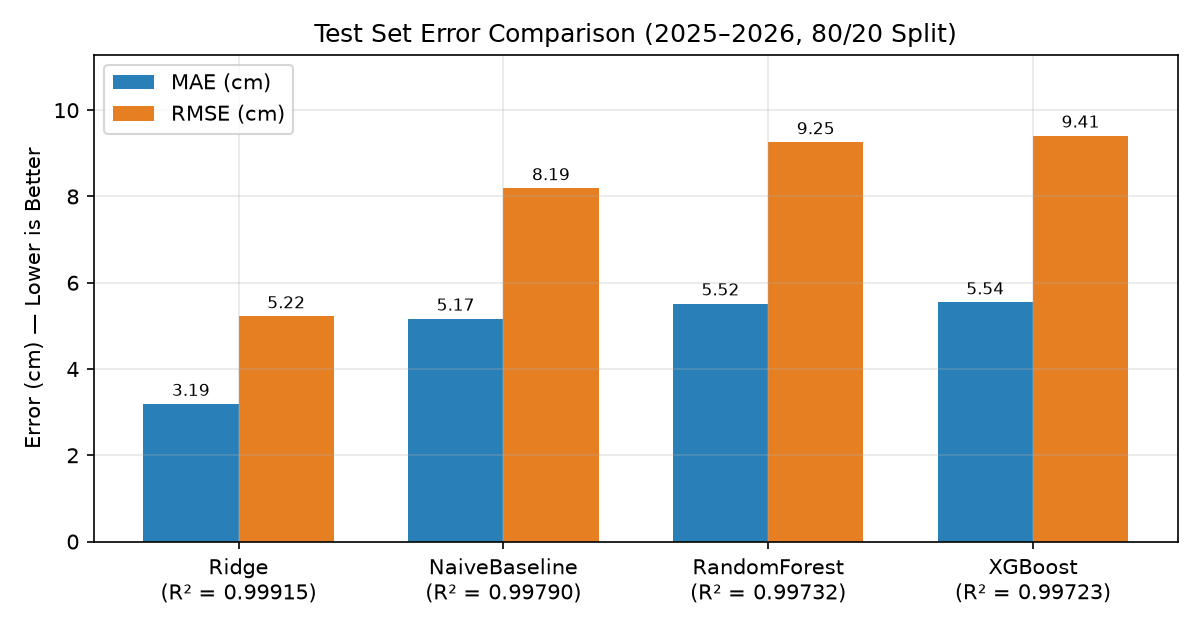 Test Set Error Comparison (2025–2026, 80/20 Split)
MAE (cm)
RMSE (cm)
Error (cm) — Lower is Better
10
8
6
4
2
0
3.19
5.22
5.17
8.19
5.52
9.25
5.54
9.41
Ridge
(R² = 0.99915)
NaiveBaseline
(R² = 0.99790)
RandomForest
(R² = 0.99732)
XGBoost
(R² = 0.99723)